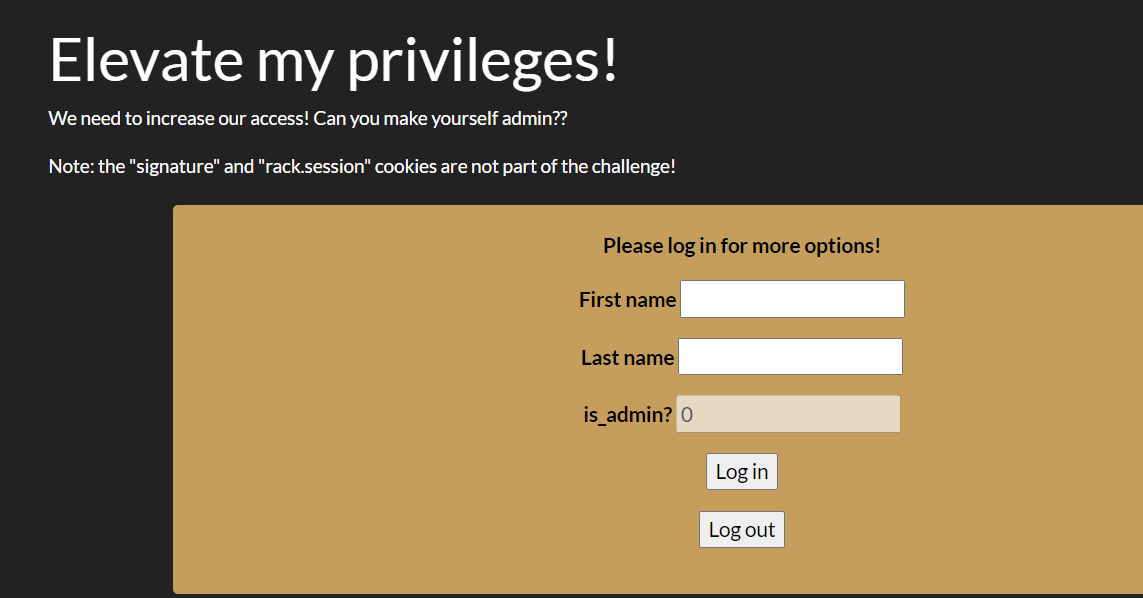 Elevate my privileges!
We need to increase our access! Can you make yourself admin??
Note: the "signature" and "rack.session" cookies are not part of the challenge!
Please log in for more options!
First name
Last name
is_admin? 0
Log in
Log out